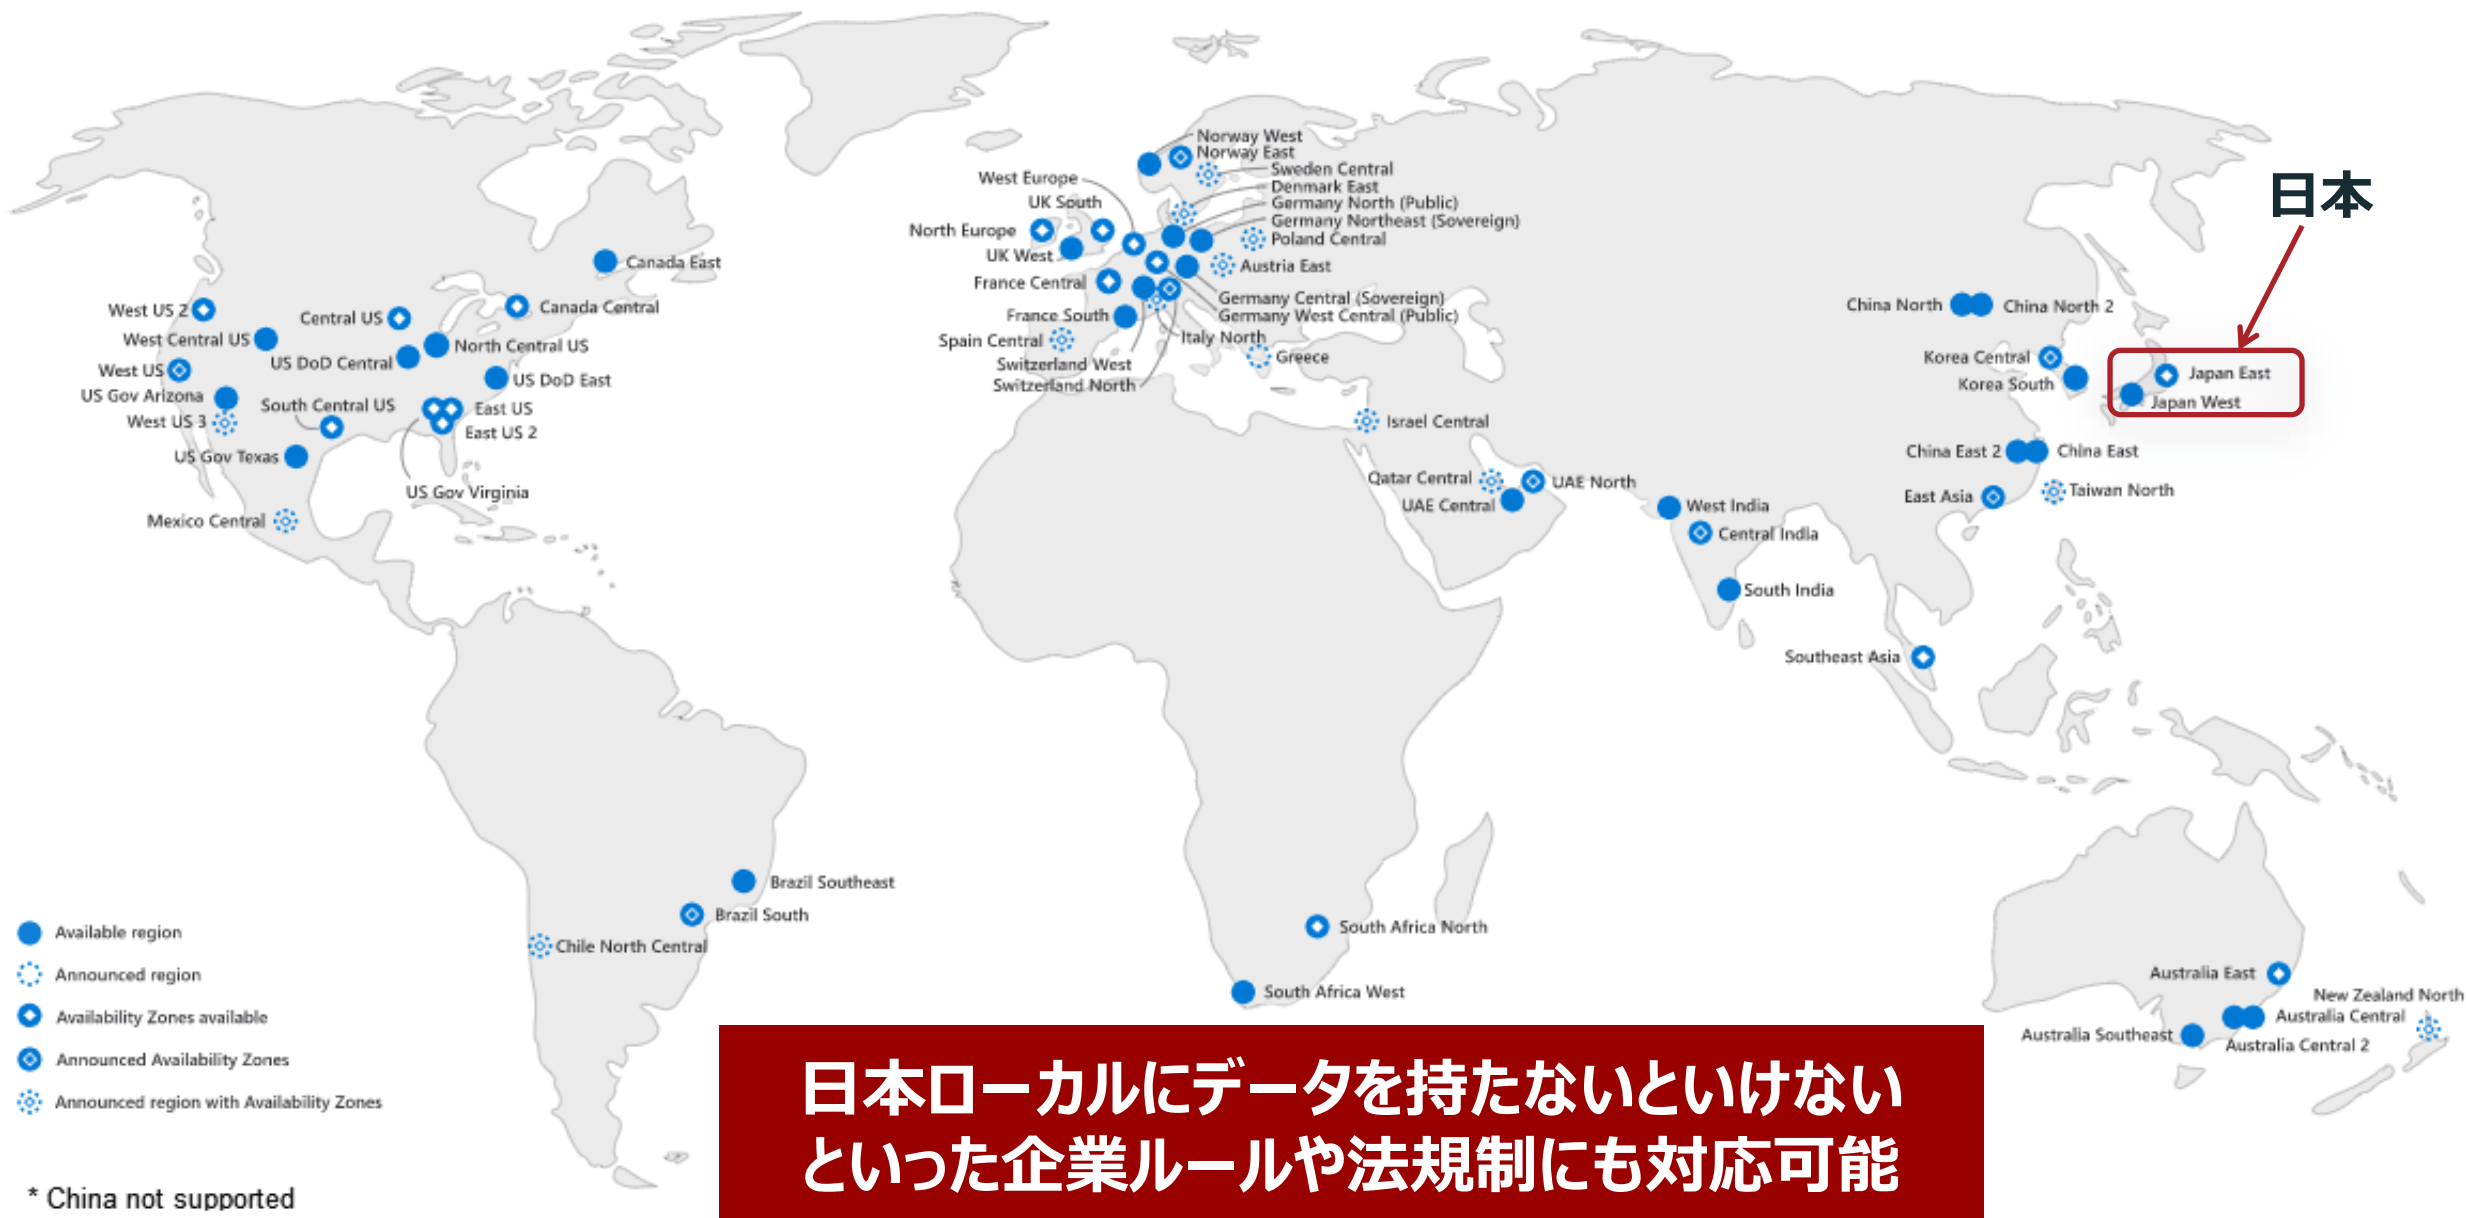 Norway West
Norway East
Sweden Central
West Europe
Denmark East
UK South
Germany North (Public)
Germany Northeast (Sovereign)
North Europe
Poland Central
UK West
Austria East
France Central
Germany Central (Sovereign)
Germany West Central (Public)
France South
Italy North
Spain Central
Greece
Switzerland West
Switzerland North
日本
Canada East
West US 2
Central US
Canada Central
West Central US
North Central US
US DoD Central
West US
US DoD East
US Gov Arizona
South Central US
East US
West US 3
East US 2
US Gov Texas
US Gov Virginia
Mexico Central
China North
China North 2
Korea Central
Korea South
Japan East
Japan West
Israel Central
China East 2
China East
Qatar Central
UAE North
UAE Central
West India
East Asia
Taiwan North
Central India
South India
Southeast Asia
Brazil Southeast
Brazil South
Chile North Central
South Africa North
South Africa West
Australia East
New Zealand North
Australia Central
Australia Southeast
Australia Central 2
Available region
Announced region
Availability Zones available
Announced Availability Zones
Announced region with Availability Zones
* China not supported
日本ローカルにデータを持たないといけない
といった企業ルールや法規制にも対応可能